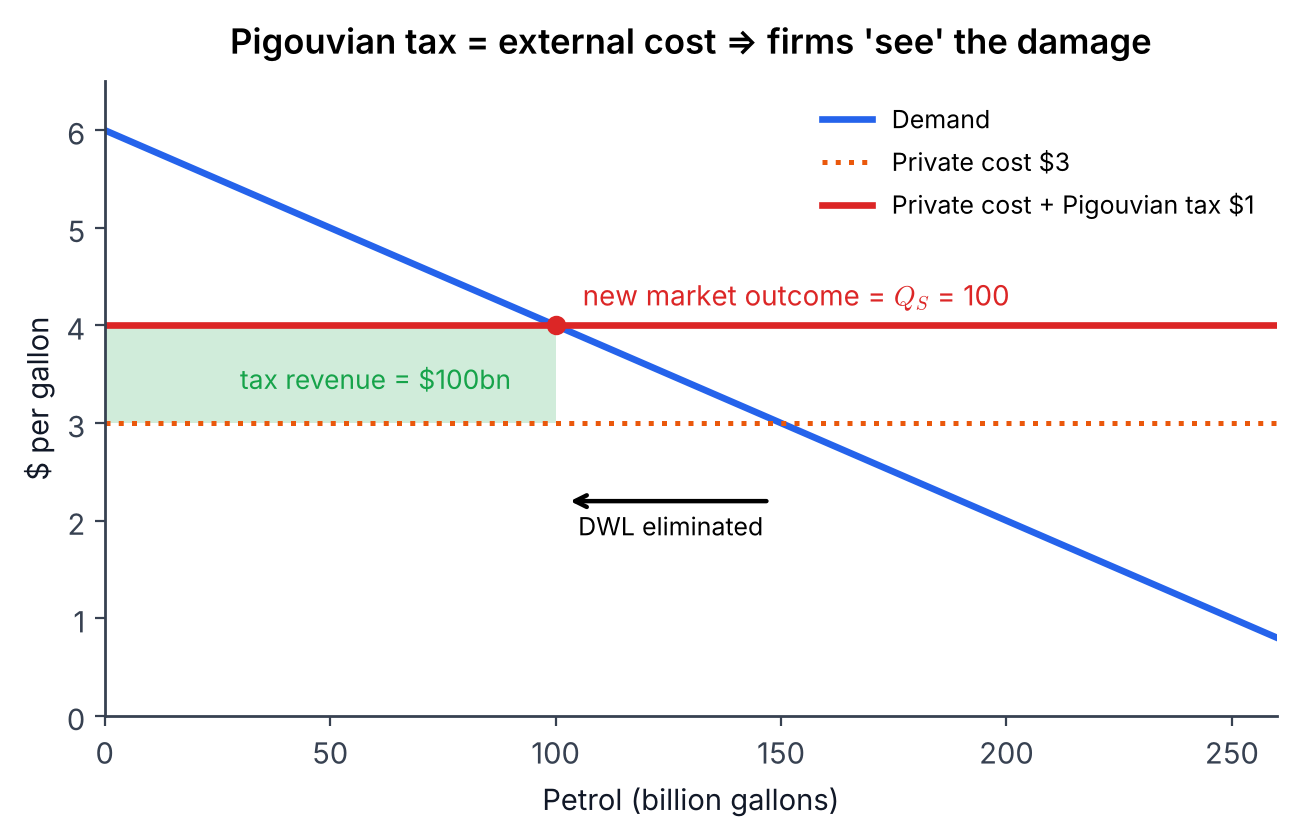 Pigouvian tax = external cost ⇒ firms 'see' the damage
Demand
Private cost $3
Private cost + Pigouvian tax $1
new market outcome = Q_S = 100
tax revenue = $100bn
DWL eliminated
$ per gallon
6
5
4
3
2
1
0
0 50 100 150 200 250
Petrol (billion gallons)